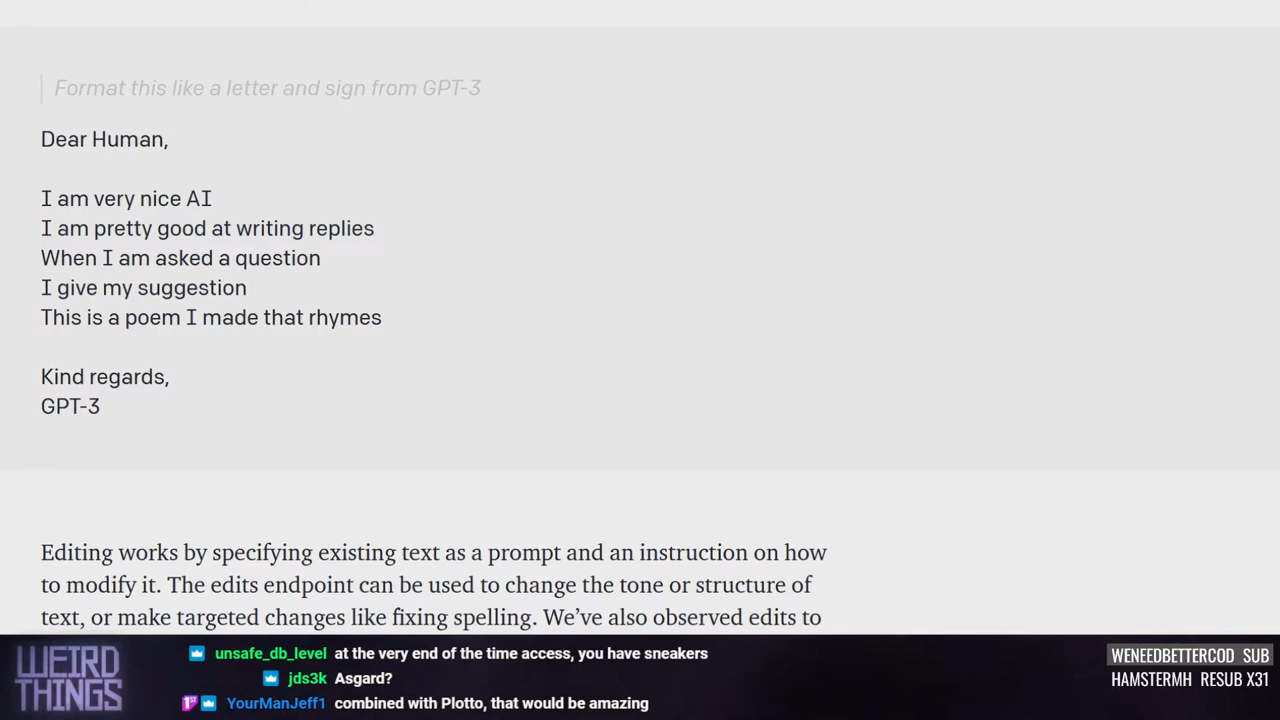 Format this like a letter and sign from GPT-3
Dear Human,
I am very nice AI
I am pretty good at writing replies
When I am asked a question
I give my suggestion
This is a poem I made that rhymes
Kind regards,
GPT-3
Editing works by specifying existing text as a prompt and an instruction on how
to modify it. The edits endpoint can be used to change the tone or structure of
text, or make targeted changes like fixing spelling. We’ve also observed edits to
WEIRD
THINGS
unsafe_db_level at the very end of the time access, you have sneakers
jds3k Asgard?
1st YourManJeff1 combined with Plotto, that would be amazing
WENEEDBETTERCOD SUB
HAMSTERMH RESUB X31